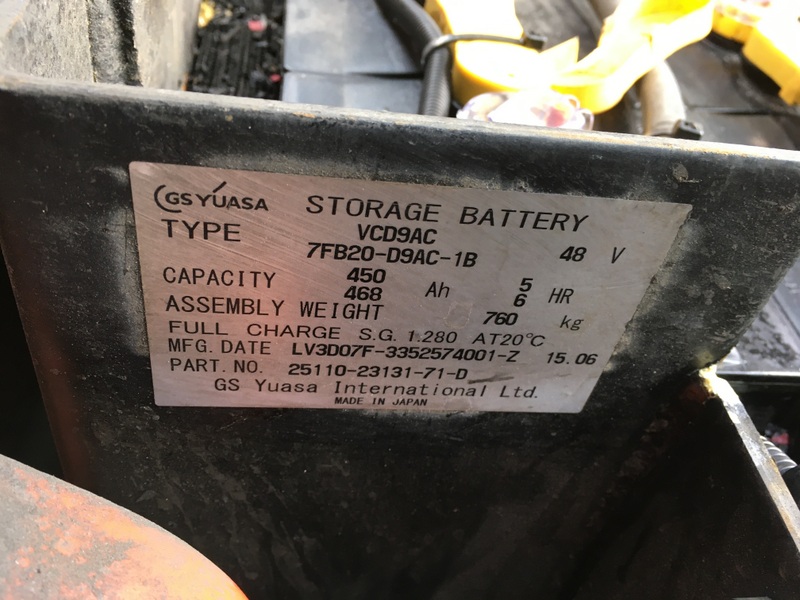 GS YUASA STORAGE BATTERY
TYPE VCD9AC
7FB20-D9AC-1B 48 V
CAPACITY 450 Ah 5 HR
468 6
ASSEMBLY WEIGHT 760 kg
FULL CHARGE S.G. 1.280 AT20°C
MFG. DATE LV3D07F-3352574001-Z 15.06
PART. NO. 25110-23131-71-D
GS Yuasa International Ltd.
MADE IN JAPAN